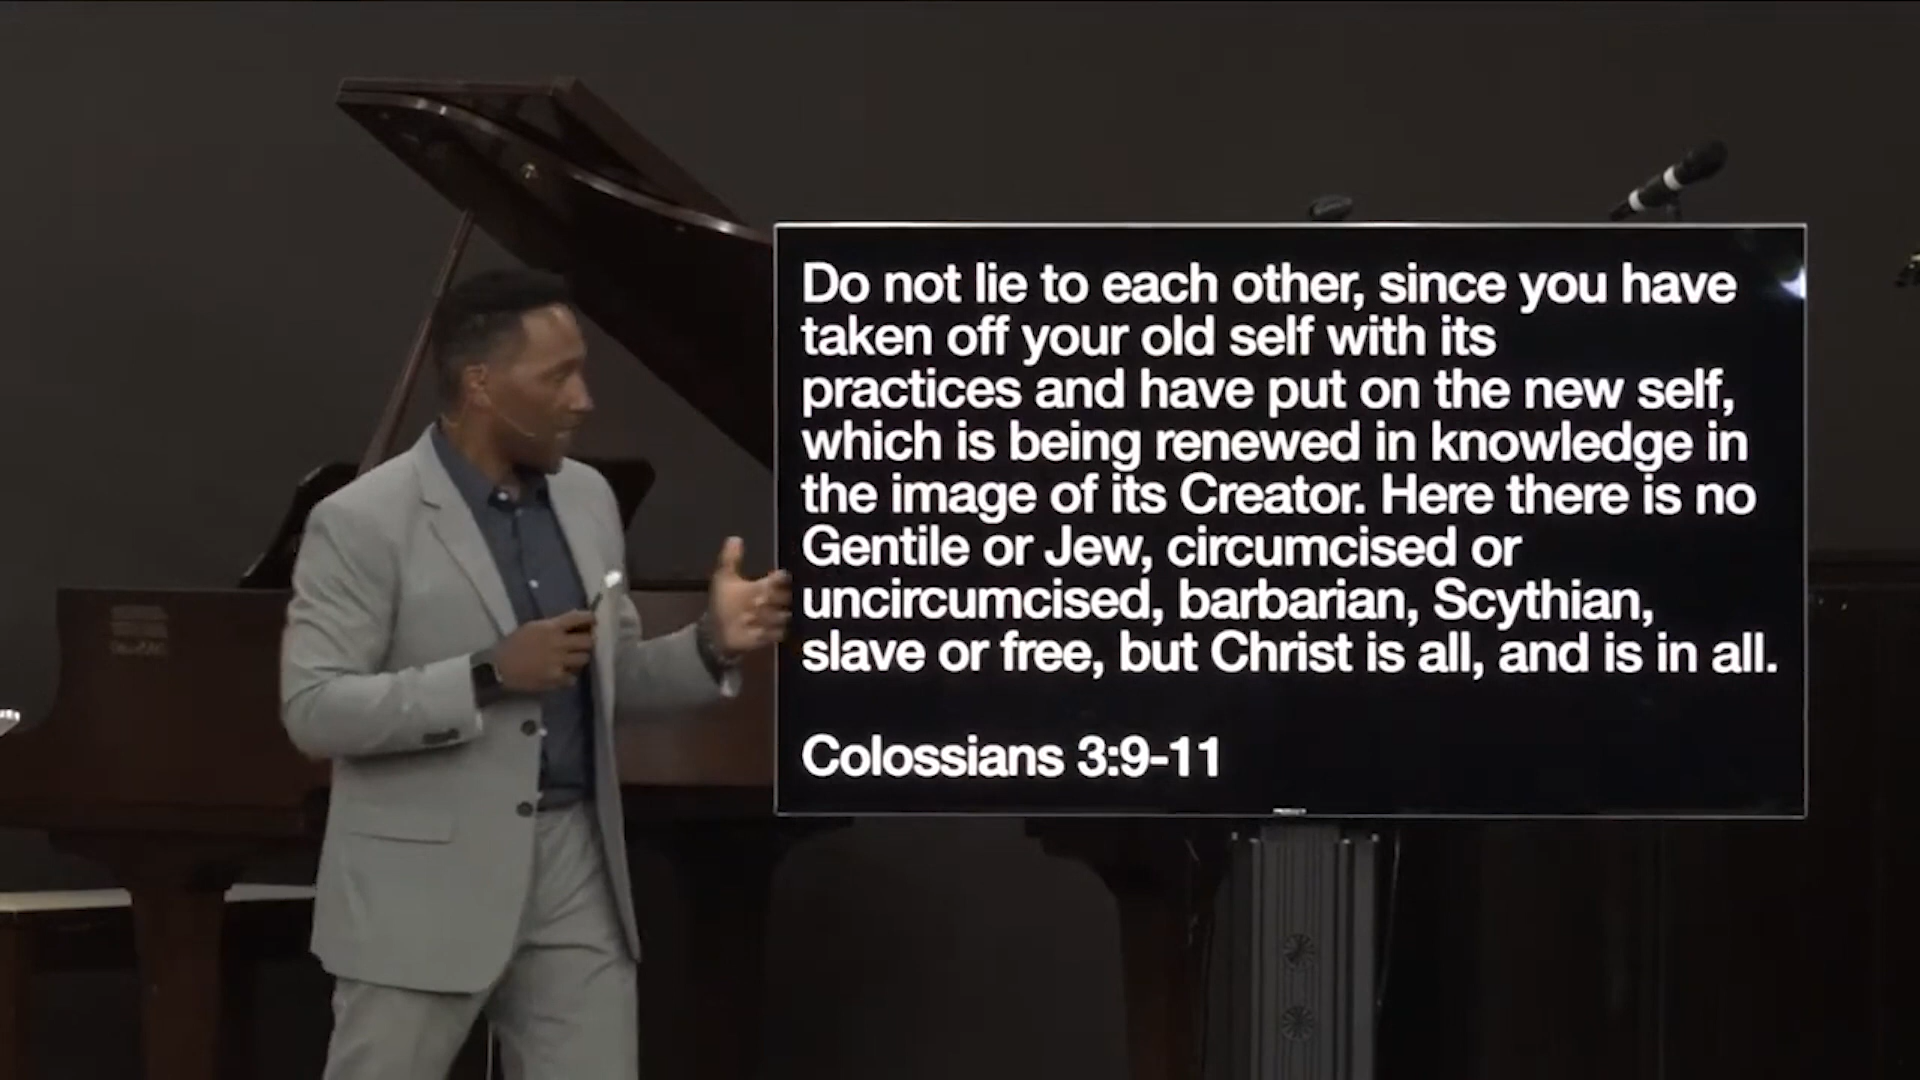 Do not lie to each other, since you have
taken off your old self with its
practices and have put on the new self,
which is being renewed in knowledge in
the image of its Creator. Here there is no
Gentile or Jew, circumcised or
uncircumcised, barbarian, Scythian,
slave or free, but Christ is all, and is in all.
Colossians 3:9-11